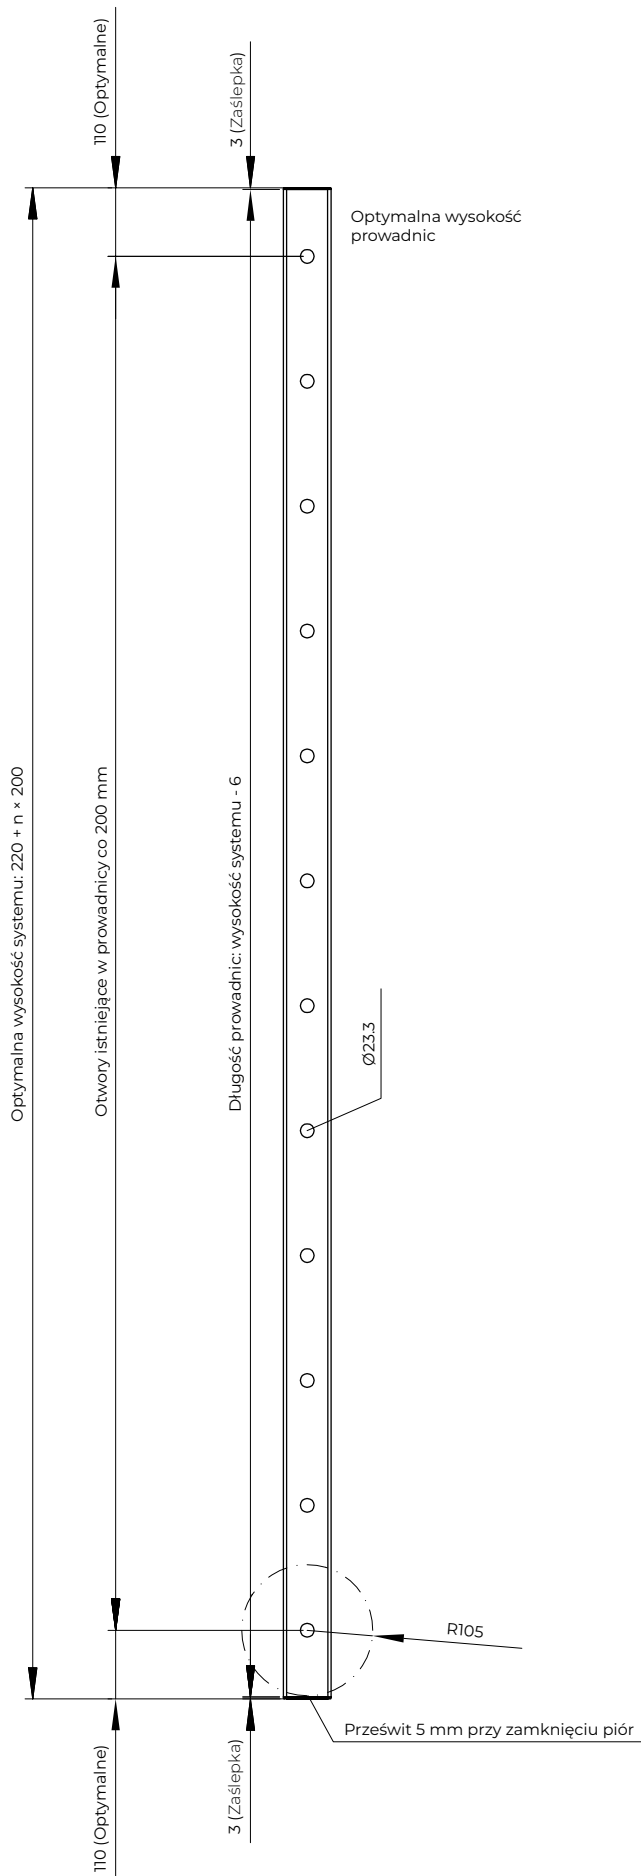 110 (Optymalne)
3 (Zaślepka)
Optymalna wysokość
prowadnic
Optymalna wysokość systemu: 220 + n × 200
Otwory istniejące w prowadnicy co 200 mm
Długość prowadnic: wysokość systemu - 6
Ø23.3
R105
Prześwit 5 mm przy zamknięciu piór
3 (Zaślepka)
110 (Optymalne)